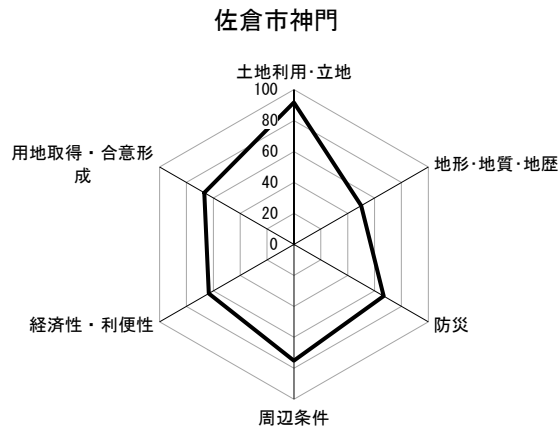 佐倉市神門
土地利用･立地
100
80
60
40
20
0
地形･地質･地歴
防災
周辺条件
経済性・利便性
用地取得・合意形
成